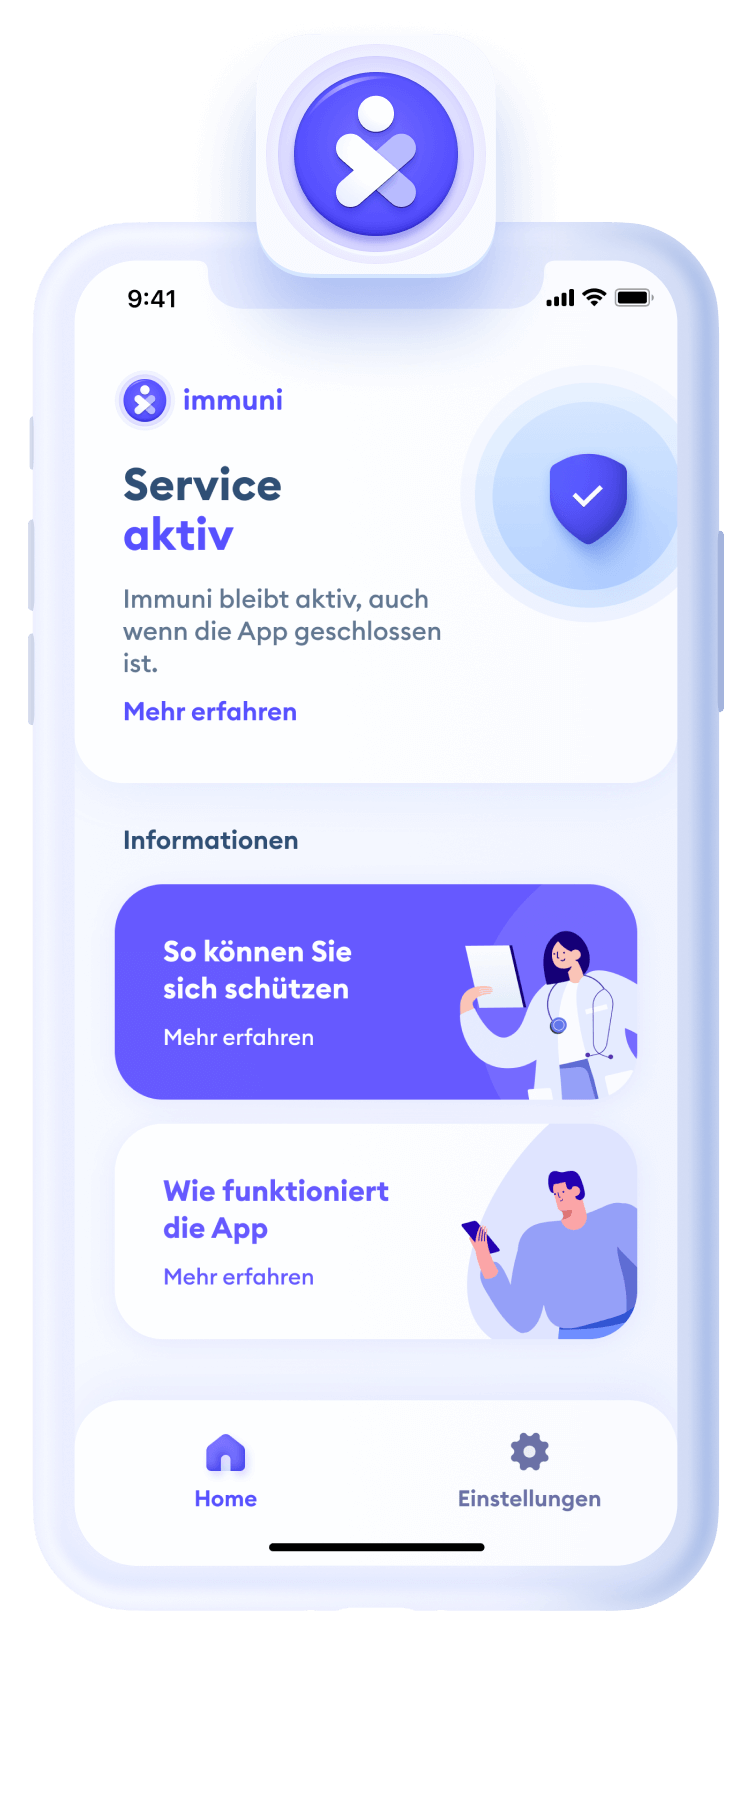 9:41
immuni
Service
aktiv
Immuni bleibt aktiv, auch
wenn die App geschlossen
ist.
Mehr erfahren
Informationen
So können Sie
sich schützen
Mehr erfahren
Wie funktioniert
die App
Mehr erfahren
Home
Einstellungen